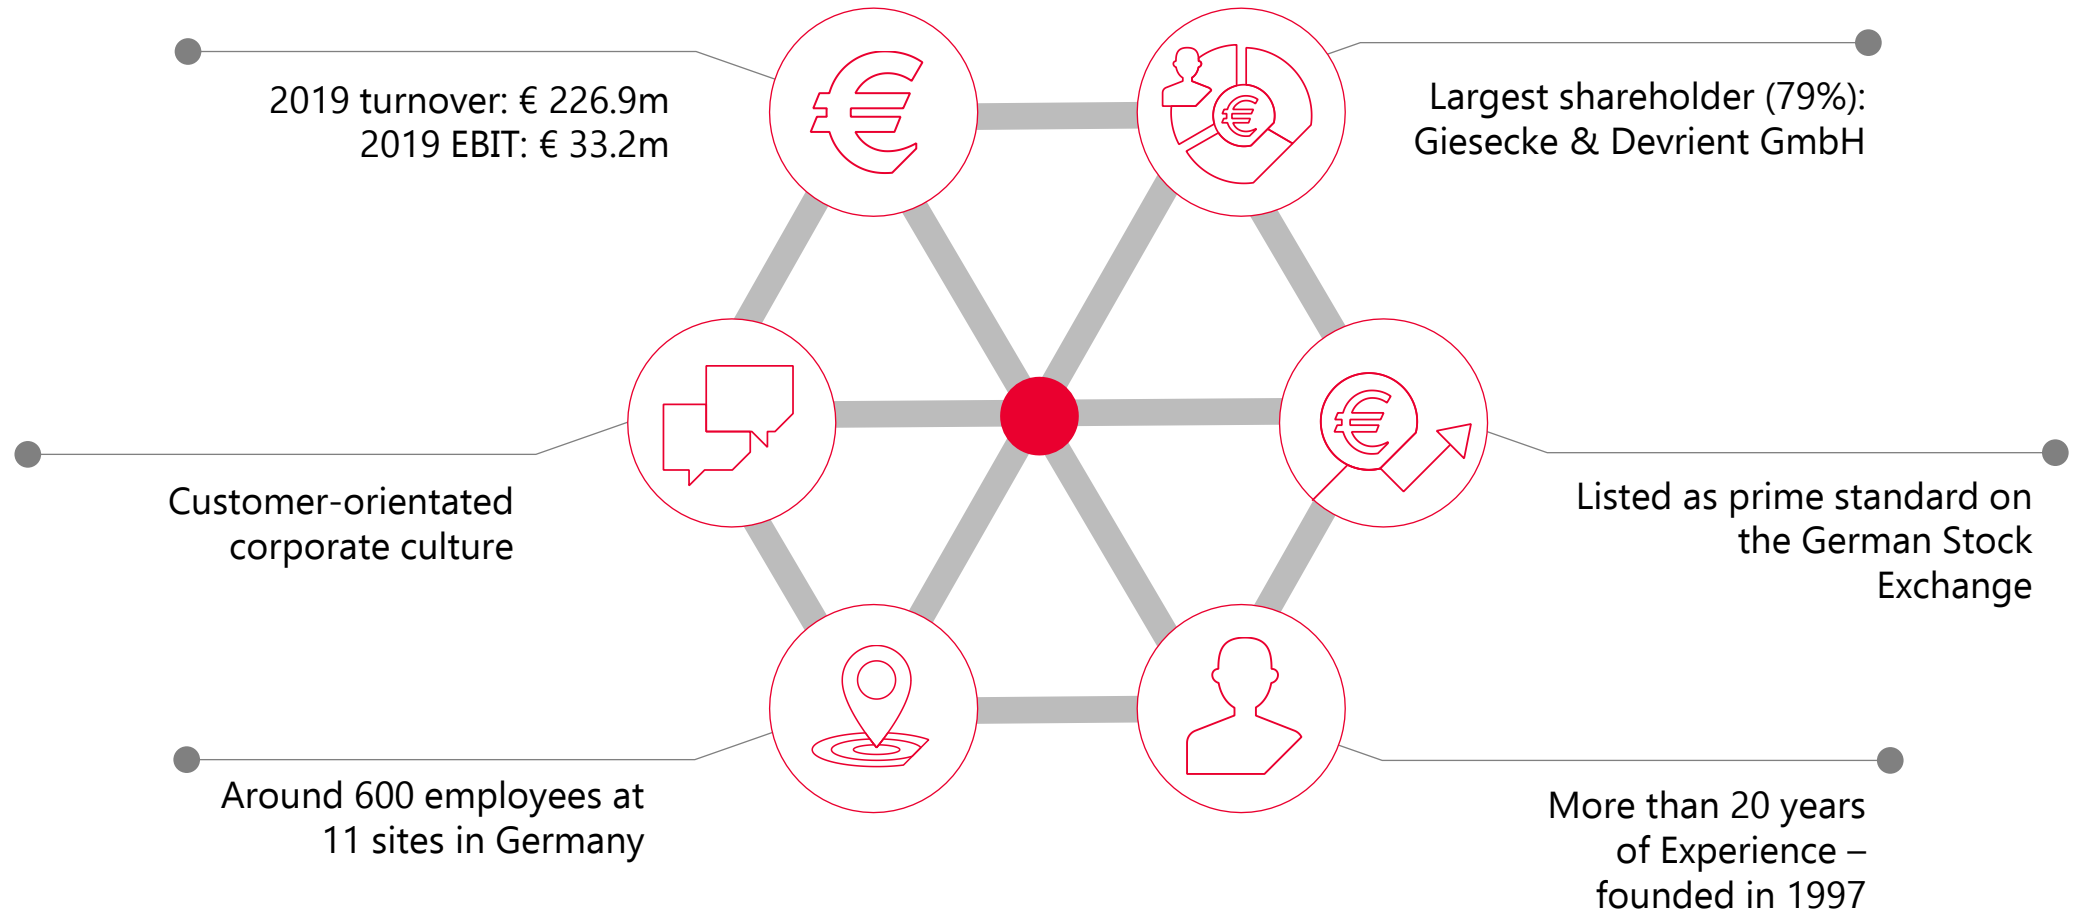 2019 turnover: € 226.9m
2019 EBIT: € 33.2m
Largest shareholder (79%):
Giesecke & Devrient GmbH
Customer-orientated
corporate culture
Listed as prime standard on
the German Stock
Exchange
Around 600 employees at
11 sites in Germany
More than 20 years
of Experience –
founded in 1997